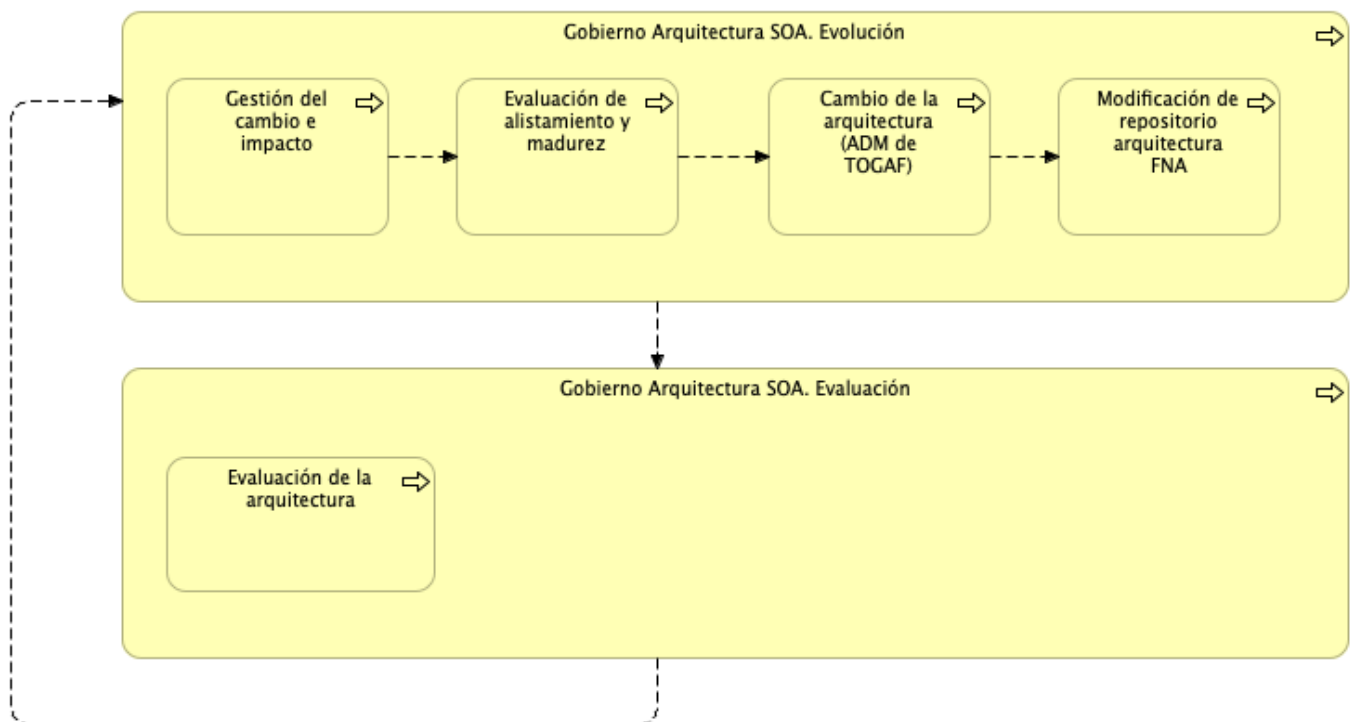 Gobierno Arquitectura SOA. Evolución
Gestión del
cambio e
impacto
Evaluación de
alistamiento y
madurez
Cambio de la
arquitectura
(ADM de
TOGAF)
Modificación de
repositorio
arquitectura
FNA
Gobierno Arquitectura SOA. Evaluación
Evaluación de la
arquitectura